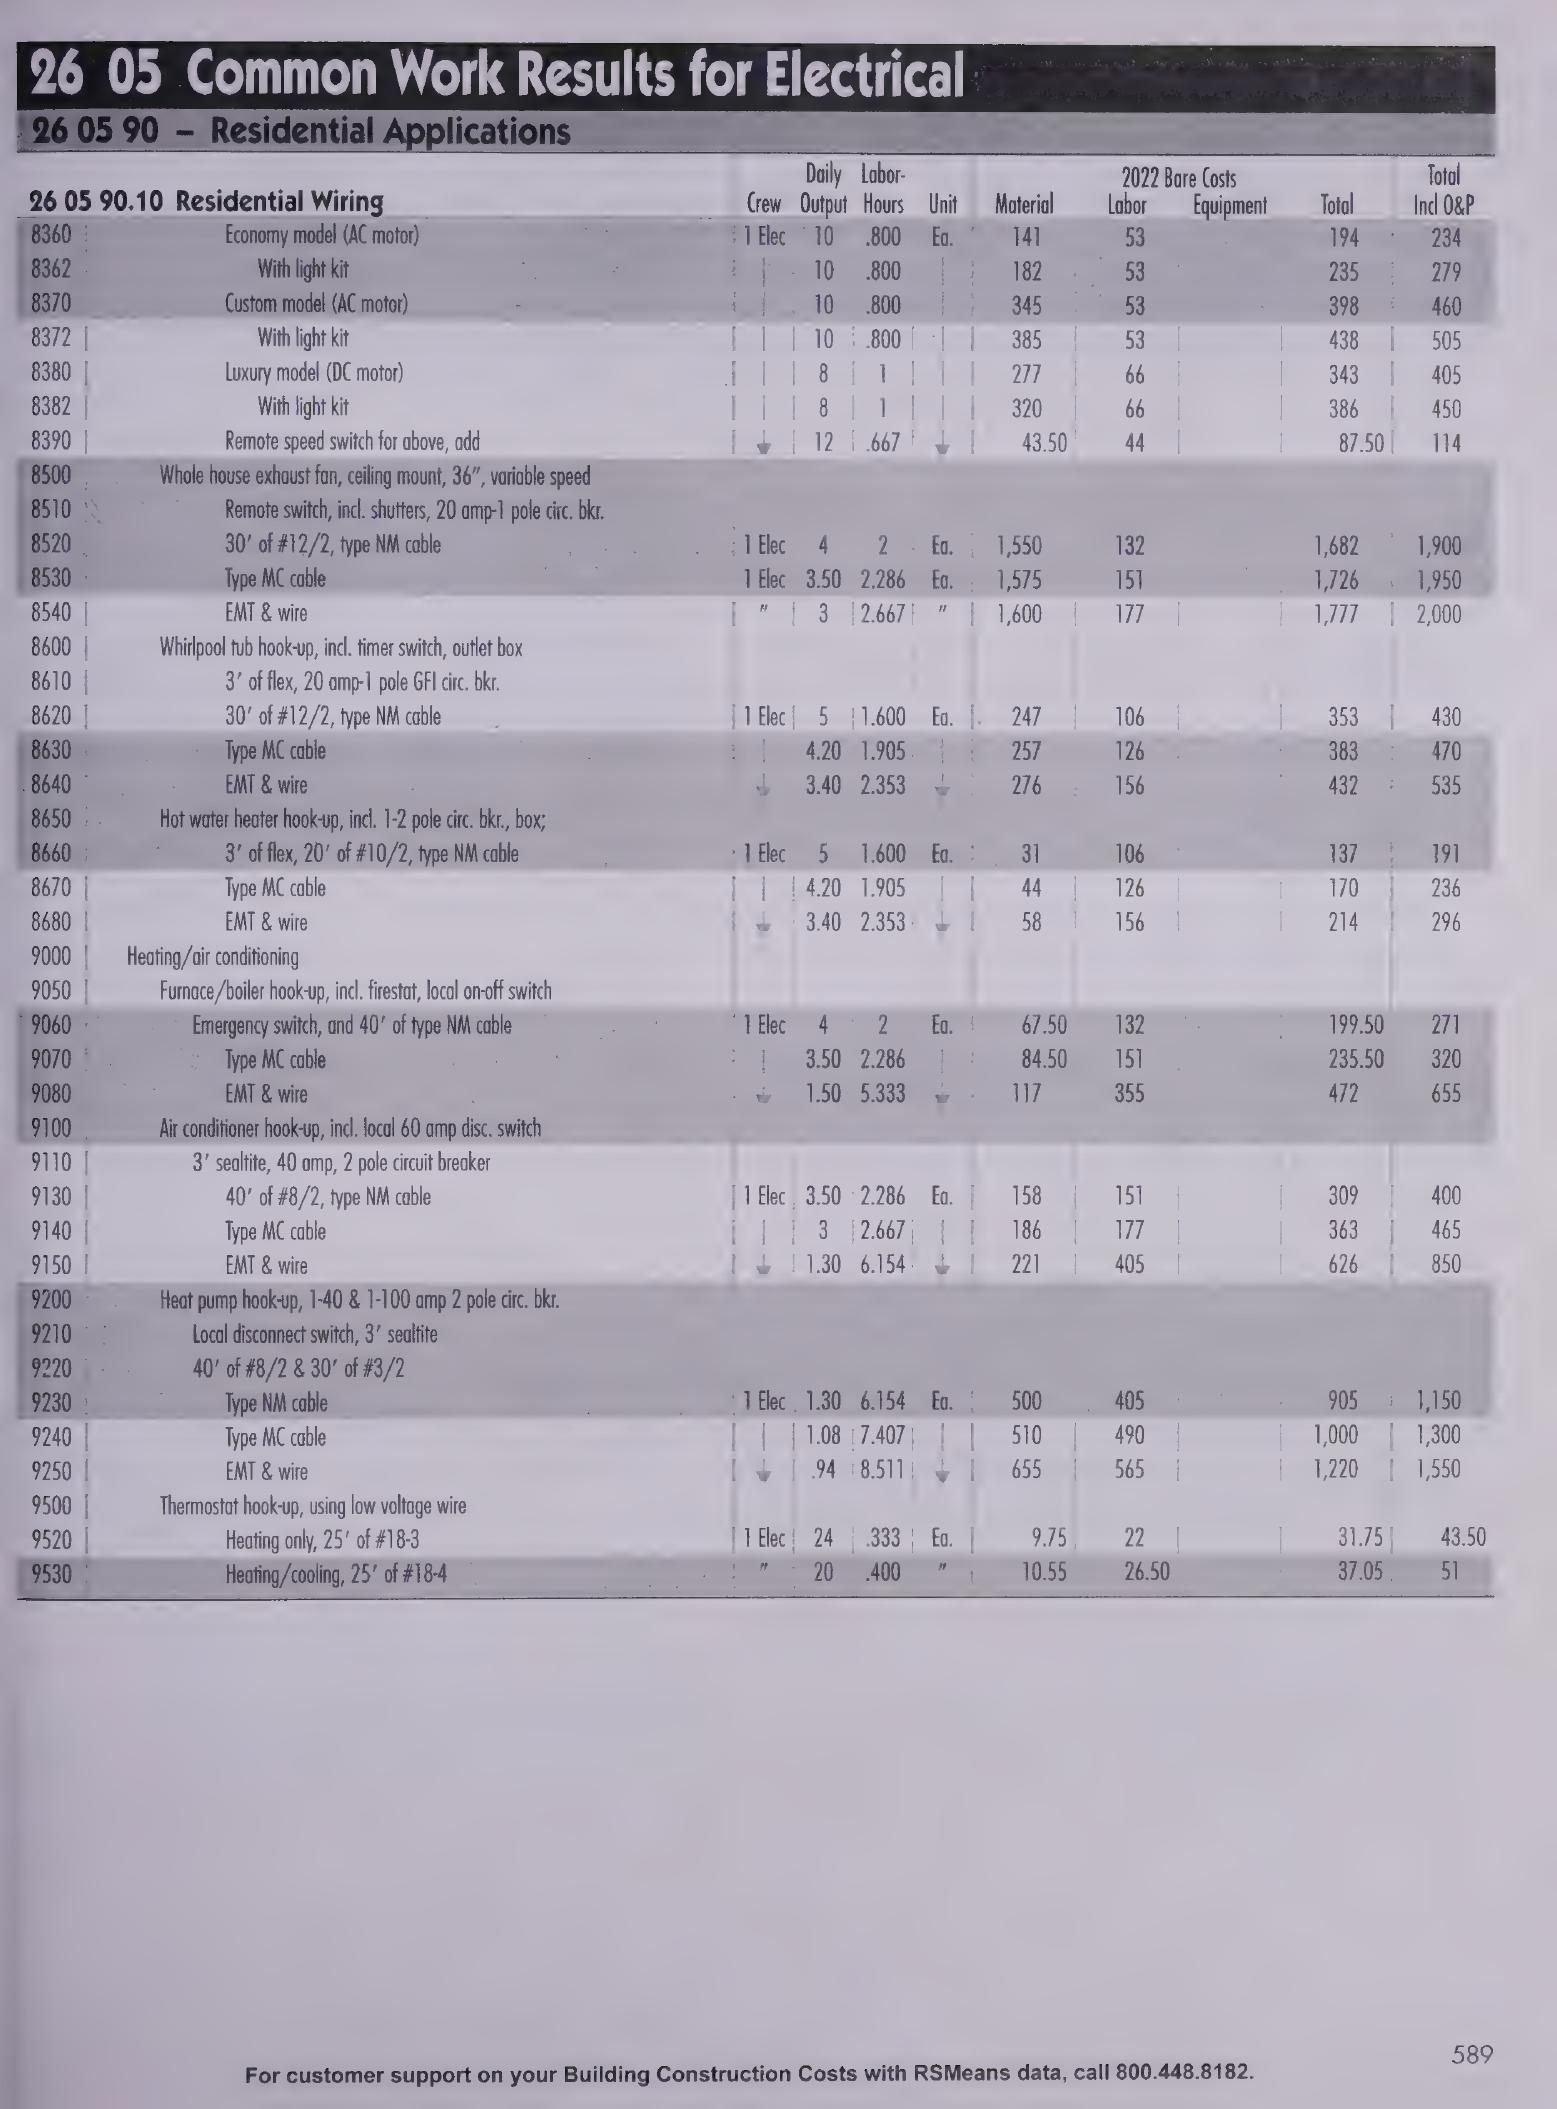 26 05 Common Work Results for Electrical
26 05 90 – Residential Applications
Daily Labor- 2022 Bare Costs Total
26 05 90.10 Residential Wiring Crew Output Hours Unit Material Labor Equipment Total Incl O&P
8360 Economy model (AC motor) 1 Elec 10 .800 Ea. 141 53 194 234
8362 With light kit 10 .800 182 53 235 279
8370 Custom model (AC motor) 10 .800 345 53 398 460
8372 With light kit 10 .800 385 53 438 505
8380 Luxury model (DC motor) 8 1 277 66 343 405
8382 With light kit 8 1 320 66 386 450
8390 Remote speed switch for above, add 12 .667 43.50 44 87.50 114
8500 Whole house exhaust fan, ceiling mount, 36", variable speed
8510 Remote switch, incl. shutters, 20 amp-1 pole circ. bkr.
8520 30' of #12/2, type NM cable 1 Elec 4 2 Ea. 1,550 132 1,682 1,900
8530 Type MC cable 1 Elec 3.50 2.286 Ea. 1,575 151 1,726 1,950
8540 EMT & wire " 3 2.667 " 1,600 177 1,777 2,000
8600 Whirlpool tub hook-up, incl. timer switch, outlet box
8610 3' of flex, 20 amp-1 pole GFI circ. bkr.
8620 30' of #12/2, type NM cable 1 Elec 5 1.600 Ea. 247 106 353 430
8630 Type MC cable 4.20 1.905 257 126 383 470
8640 EMT & wire 3.40 2.353 276 156 432 535
8650 Hot water heater hook-up, incl. 1-2 pole circ. bkr., box;
8660 3' of flex, 20' of #10/2, type NM cable 1 Elec 5 1.600 Ea. 31 106 137 191
8670 Type MC cable 4.20 1.905 44 126 170 236
8680 EMT & wire 3.40 2.353 58 156 214 296
9000 Heating/air conditioning
9050 Furnace/boiler hook-up, incl. firestat, local on-off switch
9060 Emergency switch, and 40' of type NM cable 1 Elec 4 2 Ea. 67.50 132 199.50 271
9070 Type MC cable 3.50 2.286 84.50 151 235.50 320
9080 EMT & wire 1.50 5.333 117 355 472 655
9100 Air conditioner hook-up, incl. local 60 amp disc. switch
9110 3' sealtite, 40 amp, 2 pole circuit breaker
9130 40' of #8/2, type NM cable 1 Elec 3.50 2.286 Ea. 158 151 309 400
9140 Type MC cable 3 2.667 186 177 363 465
9150 EMT & wire 1.30 6.154 221 405 626 850
9200 Heat pump hook-up, 1-40 & 1-100 amp 2 pole circ. bkr.
9210 Local disconnect switch, 3' sealtite
9220 40' of #8/2 & 30' of #3/2
9230 Type NM cable 1 Elec 1.30 6.154 Ea. 500 405 905 1,150
9240 Type MC cable 1.08 7.407 510 490 1,000 1,300
9250 EMT & wire .94 8.511 655 565 1,220 1,550
9500 Thermostat hook-up, using low voltage wire
9520 Heating only, 25' of #18-3 1 Elec 24 .333 Ea. 9.75 22 31.75 43.50
9530 Heating/cooling, 25' of #18-4 " 20 .400 " 10.55 26.50 37.05 51
For customer support on your Building Construction Costs with RSMeans data, call 800.448.8182.
589